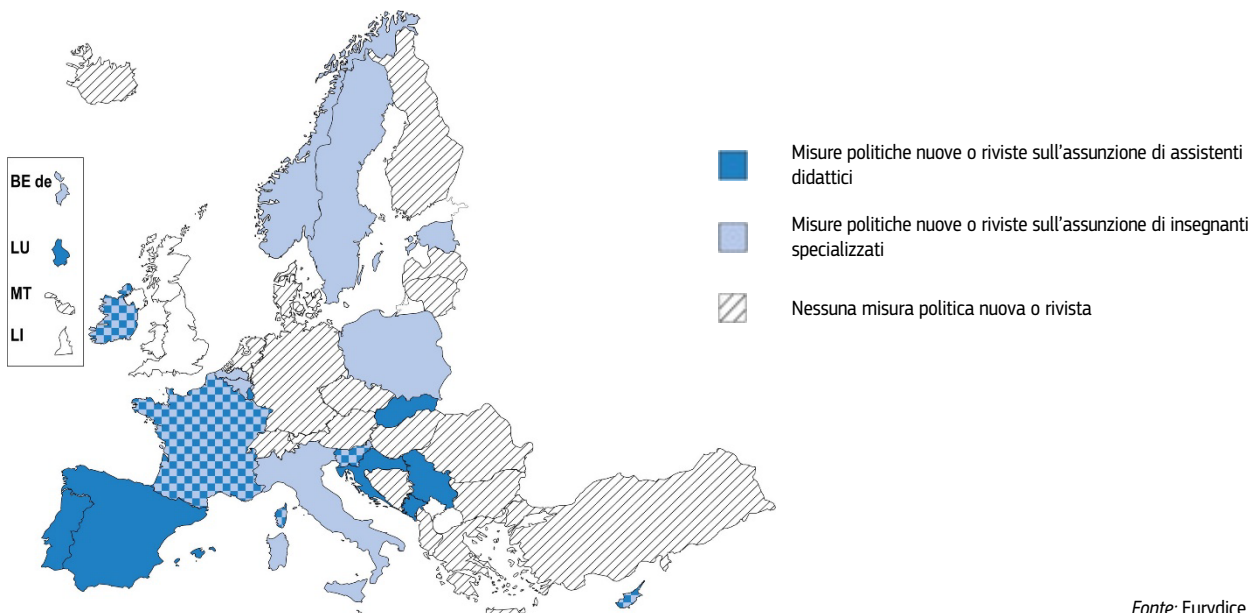 BE de
LU
MT
LI
Misure politiche nuove o riviste sull’assunzione di assistenti
didattici
Misure politiche nuove o riviste sull’assunzione di insegnanti
specializzati
Nessuna misura politica nuova o rivista
Fonte: Eurydice